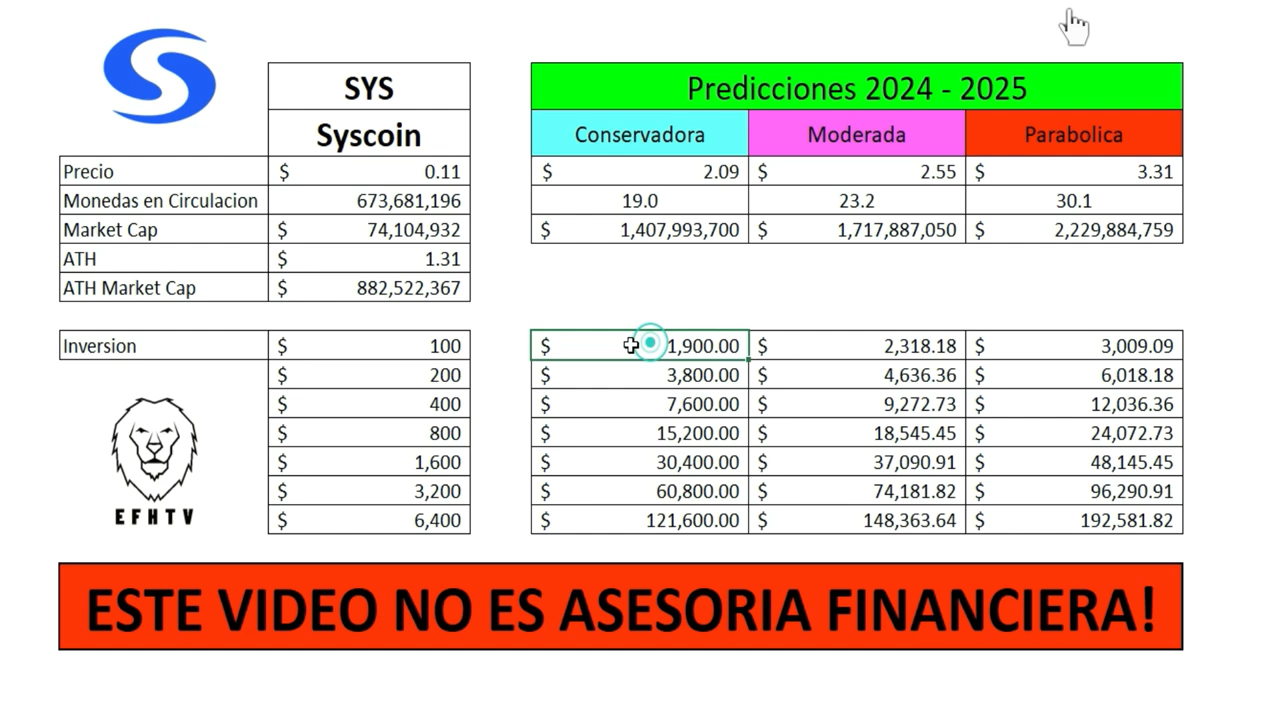 SYS
Predicciones 2024 - 2025
Syscoin
Conservadora Moderada Parabolica
Precio $ 0.11 $ 2.09 $ 2.55 $ 3.31
Monedas en Circulacion 673,681,196 19.0 23.2 30.1
Market Cap $ 74,104,932 $ 1,407,993,700 $ 1,717,887,050 $ 2,229,884,759
ATH $ 1.31
ATH Market Cap $ 882,522,367
Inversion $ 100 $ 1,900.00 $ 2,318.18 $ 3,009.09
$ 200 $ 3,800.00 $ 4,636.36 $ 6,018.18
$ 400 $ 7,600.00 $ 9,272.73 $ 12,036.36
$ 800 $ 15,200.00 $ 18,545.45 $ 24,072.73
$ 1,600 $ 30,400.00 $ 37,090.91 $ 48,145.45
$ 3,200 $ 60,800.00 $ 74,181.82 $ 96,290.91
$ 6,400 $ 121,600.00 $ 148,363.64 $ 192,581.82
EFHTV
ESTE VIDEO NO ES ASESORIA FINANCIERA!